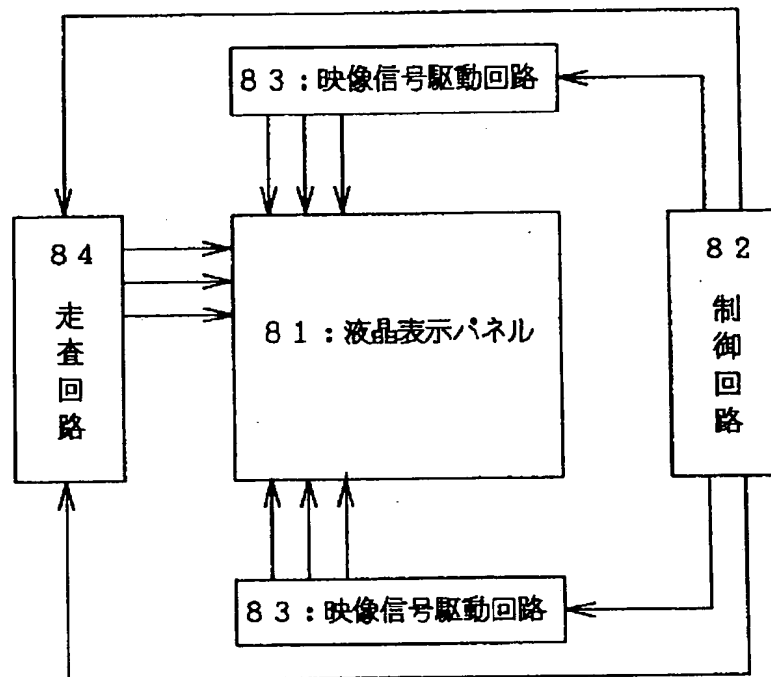 ８３：映像信号駆動回路
８４
走査回路
８１：液晶表示パネル
８２
制御回路
８３：映像信号駆動回路